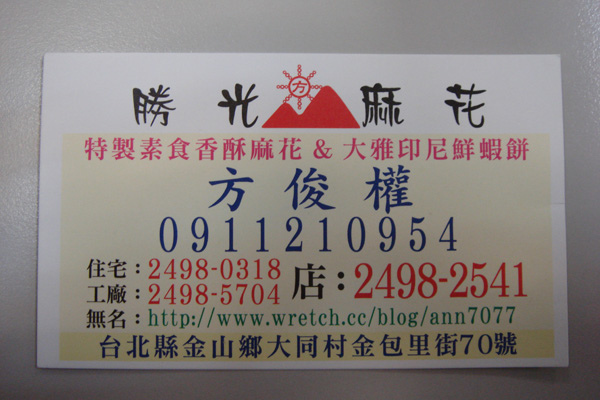 勝光 方 麻花
特製素食香酥麻花 & 大雅印尼鮮蝦餅
方俊權
0911210954
住宅：2498-0318
工廠：2498-5704
店：2498-2541
無名：http://www.wretch.cc/blog/ann7077
台北縣金山鄉大同村金包里街70號